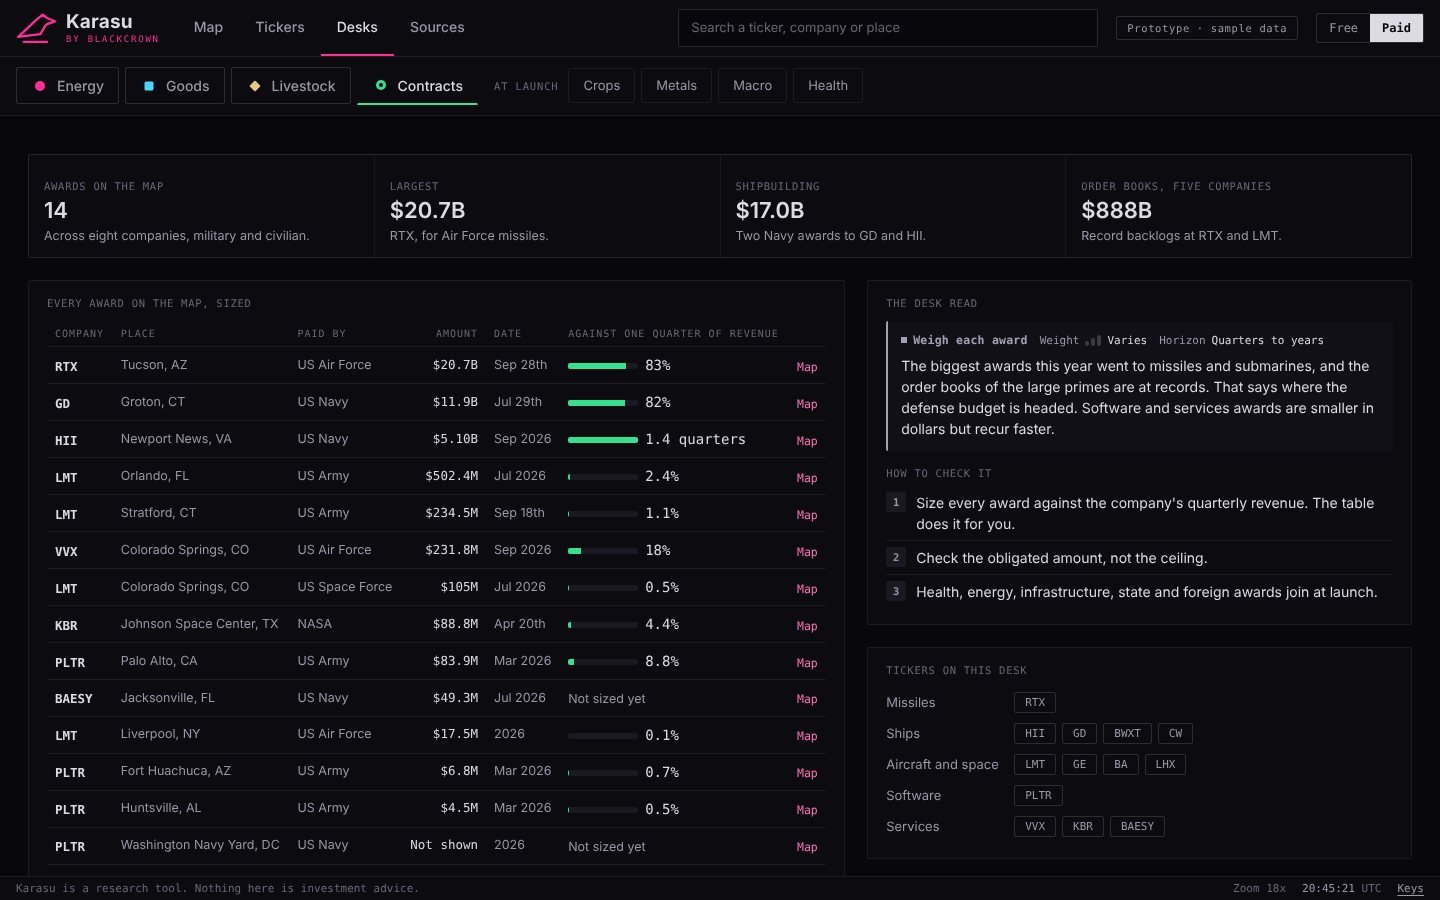 Karasu
BY BLACKCROWN
Map Tickers Desks Sources
Search a ticker, company or place
Prototype · sample data
Free Paid
Energy Goods Livestock Contracts AT LAUNCH Crops Metals Macro Health
AWARDS ON THE MAP
14
Across eight companies, military and civilian.
LARGEST
$20.7B
RTX, for Air Force missiles.
SHIPBUILDING
$17.0B
Two Navy awards to GD and HII.
ORDER BOOKS, FIVE COMPANIES
$888B
Record backlogs at RTX and LMT.
EVERY AWARD ON THE MAP, SIZED
COMPANY PLACE PAID BY AMOUNT DATE AGAINST ONE QUARTER OF REVENUE
RTX Tucson, AZ US Air Force $20.7B Sep 28th 83% Map
GD Groton, CT US Navy $11.9B Jul 29th 82% Map
HII Newport News, VA US Navy $5.10B Sep 2026 1.4 quarters Map
LMT Orlando, FL US Army $502.4M Jul 2026 2.4% Map
LMT Stratford, CT US Army $234.5M Sep 18th 1.1% Map
VVX Colorado Springs, CO US Air Force $231.8M Sep 2026 18% Map
LMT Colorado Springs, CO US Space Force $105M Jul 2026 0.5% Map
KBR Johnson Space Center, TX NASA $88.8M Apr 20th 4.4% Map
PLTR Palo Alto, CA US Army $83.9M Mar 2026 8.8% Map
BAESY Jacksonville, FL US Navy $49.3M Jul 2026 Not sized yet Map
LMT Liverpool, NY US Air Force $17.5M 2026 0.1% Map
PLTR Fort Huachuca, AZ US Army $6.8M Mar 2026 0.7% Map
PLTR Huntsville, AL US Army $4.5M Mar 2026 0.5% Map
PLTR Washington Navy Yard, DC US Navy Not shown 2026 Not sized yet Map
THE DESK READ
Weigh each award Weight Varies Horizon Quarters to years
The biggest awards this year went to missiles and submarines, and the
order books of the large primes are at records. That says where the
defense budget is headed. Software and services awards are smaller in
dollars but recur faster.
HOW TO CHECK IT
1 Size every award against the company's quarterly revenue. The table
does it for you.
2 Check the obligated amount, not the ceiling.
3 Health, energy, infrastructure, state and foreign awards join at launch.
TICKERS ON THIS DESK
Missiles RTX
Ships HII GD BWXT CW
Aircraft and space LMT GE BA LHX
Software PLTR
Services VVX KBR BAESY
Karasu is a research tool. Nothing here is investment advice.
Zoom 18x 20:45:21 UTC Keys